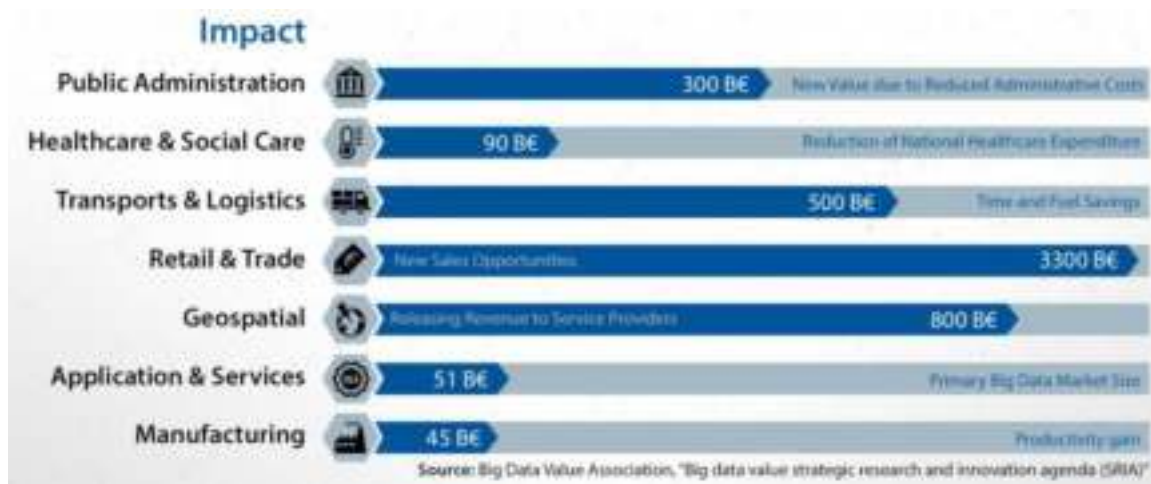 Impact
Public Administration 300 B€ New Value due to Reduced Administrative Costs
Healthcare & Social Care 90 B€ Reduction of National Healthcare Expenditure
Transports & Logistics 500 B€ Time and Fuel Savings
Retail & Trade New Sales Opportunities 3300 B€
Geospatial Releasing Revenue to Service Providers 800 B€
Application & Services 51 B€ Primary Big Data Market Size
Manufacturing 45 B€ Productivity gain
Source: Big Data Value Association, "Big data value strategic research and innovation agenda (SRIA)"